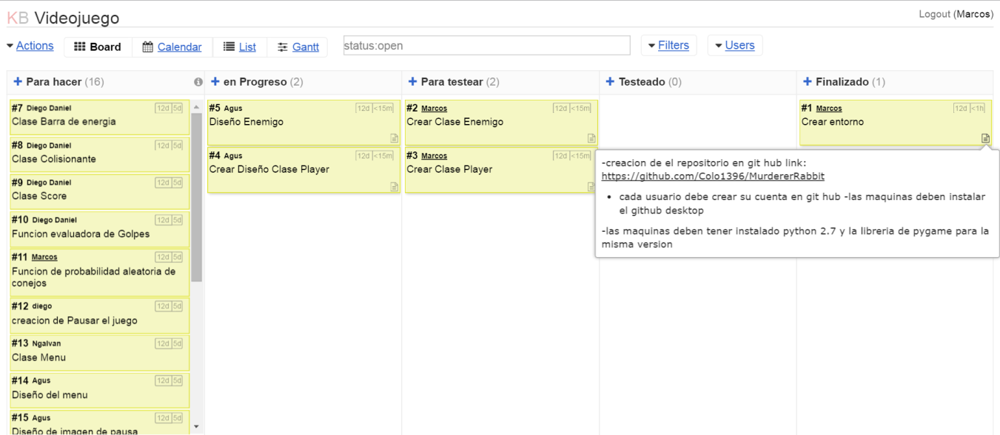 KB Videojuego
Logout (Marcos)
Actions
Board
Calendar
List
Gantt
status:open
Filters
Users
+ Para hacer (16)
#7 Diego Daniel 12d 5d
Clase Barra de energia
#8 Diego Daniel 12d 5d
Clase Colisionante
#9 Diego Daniel 12d 5d
Clase Score
#10 Diego Daniel 12d 5d
Funcion evaluadora de Golpes
#11 Marcos 12d 5d
Funcion de probabilidad aleatoria de
conejos
#12 diego 12d 5d
creacion de Pausar el juego
#13 Ngalvan 12d 5d
Clase Menu
#14 Agus 12d 5d
Diseño del menu
#15 Agus 12d 5d
Diseño de imagen de pausa
+ en Progreso (2)
#5 Agus 12d <15m
Diseño Enemigo
#4 Agus 12d <15m
Crear Diseño Clase Player
+ Para testear (2)
#2 Marcos 12d <15m
Crear Clase Enemigo
#3 Marcos 12d <15m
Crear Clase Player
+ Testeado (0)
+ Finalizado (1)
#1 Marcos 12d <1h
Crear entorno
-creacion de el repositorio en git hub link:
https://github.com/Colo1396/MurdererRabbit
• cada usuario debe crear su cuenta en git hub -las maquinas deben instalar
el github desktop
-las maquinas deben tener instalado python 2.7 y la libreria de pygame para la
misma version